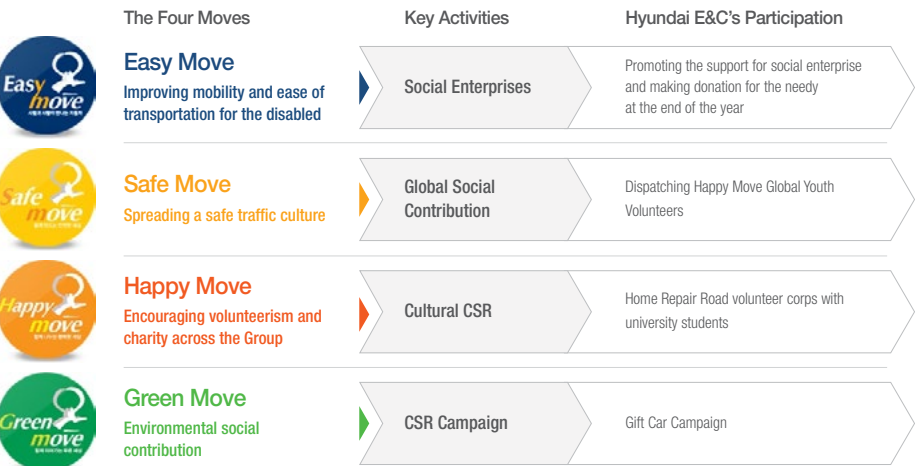 The Four Moves
Key Activities
Hyundai E&C's Participation
Easy
move
Easy Move
Improving mobility and ease of
transportation for the disabled
Social Enterprises
Promoting the support for social enterprise
and making donation for the needy
at the end of the year
Safe
move
Safe Move
Spreading a safe traffic culture
Global Social
Contribution
Dispatching Happy Move Global Youth
Volunteers
Happy
move
Happy Move
Encouraging volunteerism and
charity across the Group
Cultural CSR
Home Repair Road volunteer corps with
university students
Green
move
Green Move
Environmental social
contribution
CSR Campaign
Gift Car Campaign